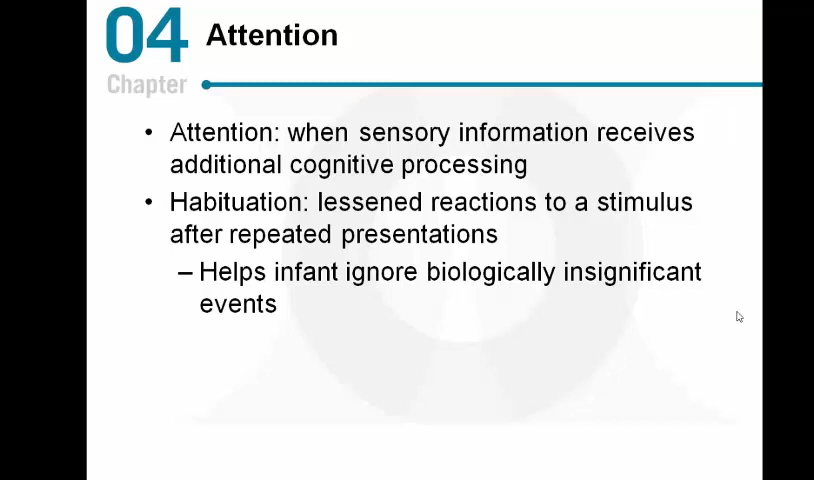 04 Attention
Chapter
• Attention: when sensory information receives
additional cognitive processing
• Habituation: lessened reactions to a stimulus
after repeated presentations
– Helps infant ignore biologically insignificant
events